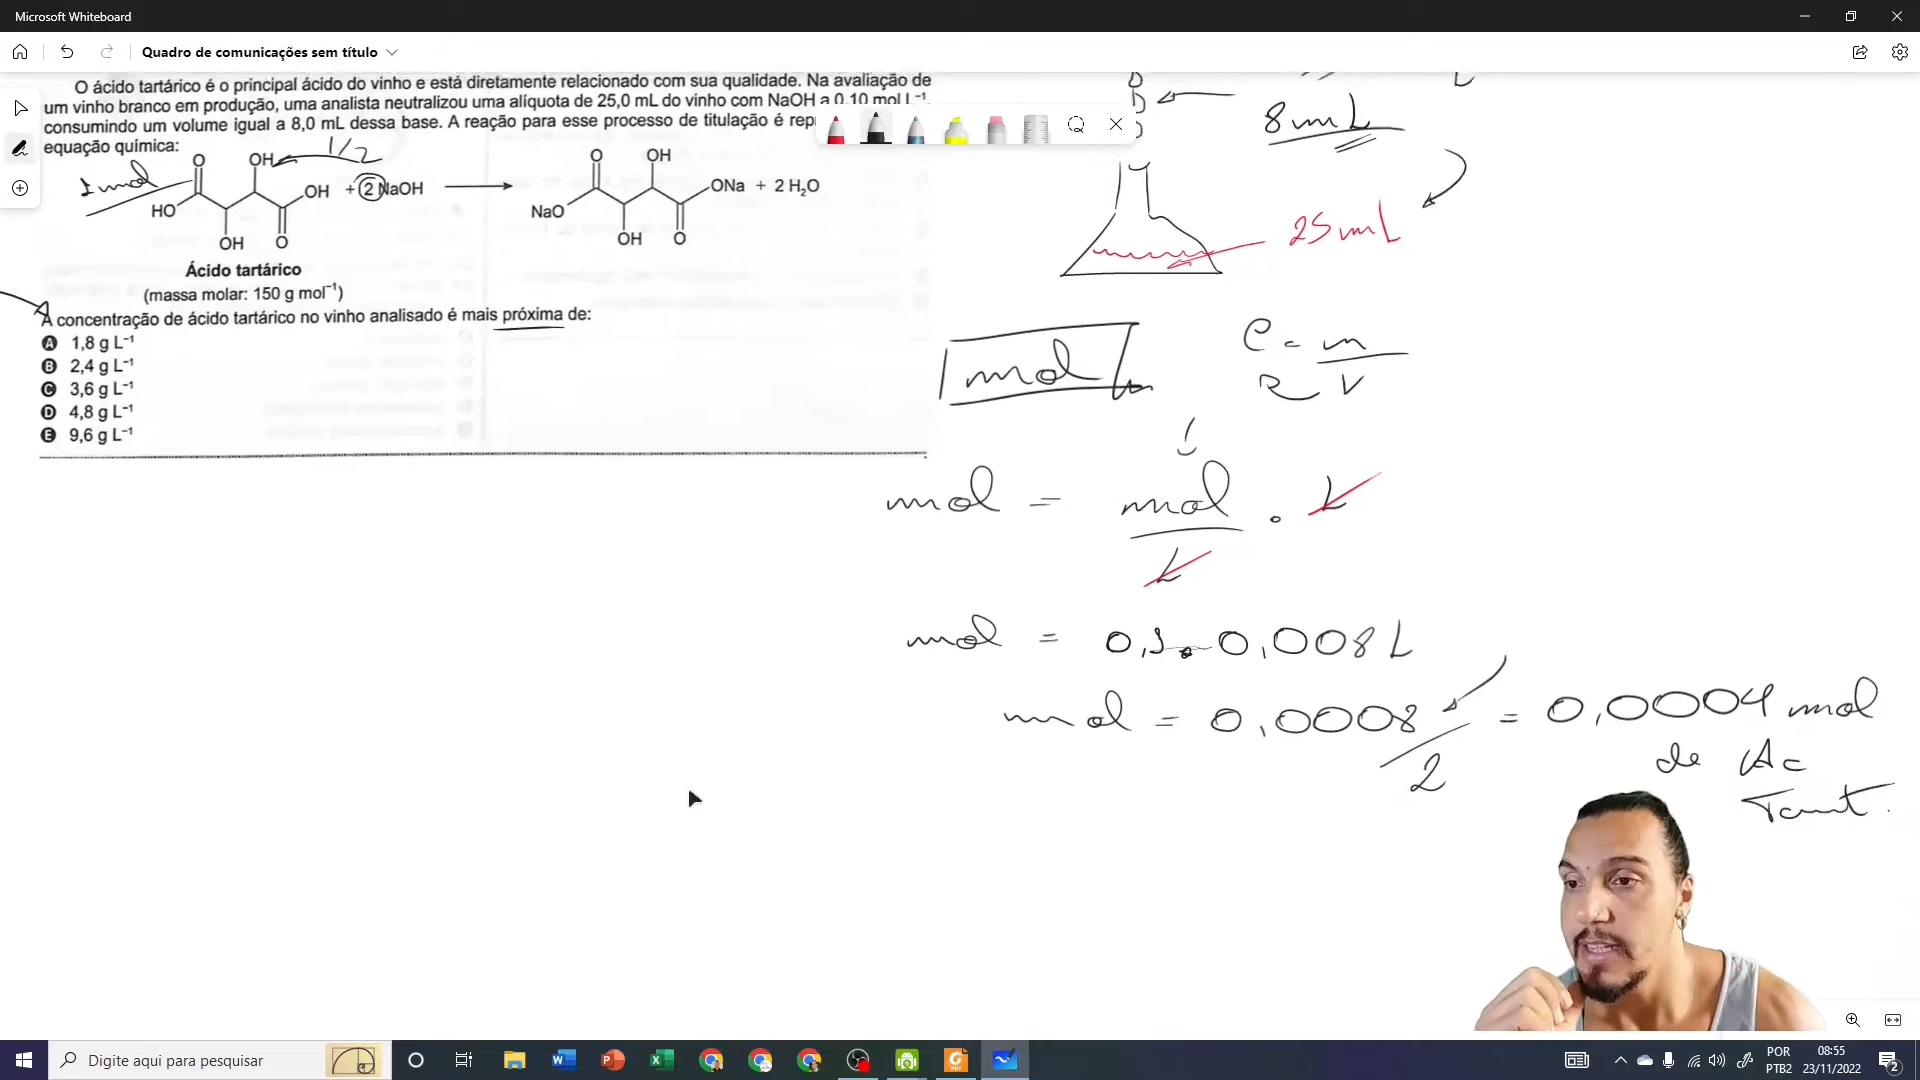 Microsoft Whiteboard
Quadro de comunicações sem título
O ácido tartárico é o principal ácido do vinho e está diretamente relacionado com sua qualidade. Na avaliação de
um vinho branco em produção, uma analista neutralizou uma alíquota de 25,0 mL do vinho com NaOH a 0,10 mol L⁻¹,
consumindo um volume igual a 8,0 mL dessa base. A reação para esse processo de titulação é rep
equação química:
1/2
1 mol
O OH
HO OH + 2 NaOH
OH O
O OH
NaO ONa + 2 H₂O
OH O
Ácido tartárico
(massa molar: 150 g mol⁻¹)
A concentração de ácido tartárico no vinho analisado é mais próxima de:
A 1,8 g L⁻¹
B 2,4 g L⁻¹
C 3,6 g L⁻¹
D 4,8 g L⁻¹
E 9,6 g L⁻¹
8 mL
25 mL
mol
C = m
V
mol = mol . L
L
mol = 0,1 . 0,008 L
mol = 0,0008 = 0,0004 mol
2
de Ac
Tart.
Digite aqui para pesquisar
POR
PTB2
08:55
23/11/2022
2